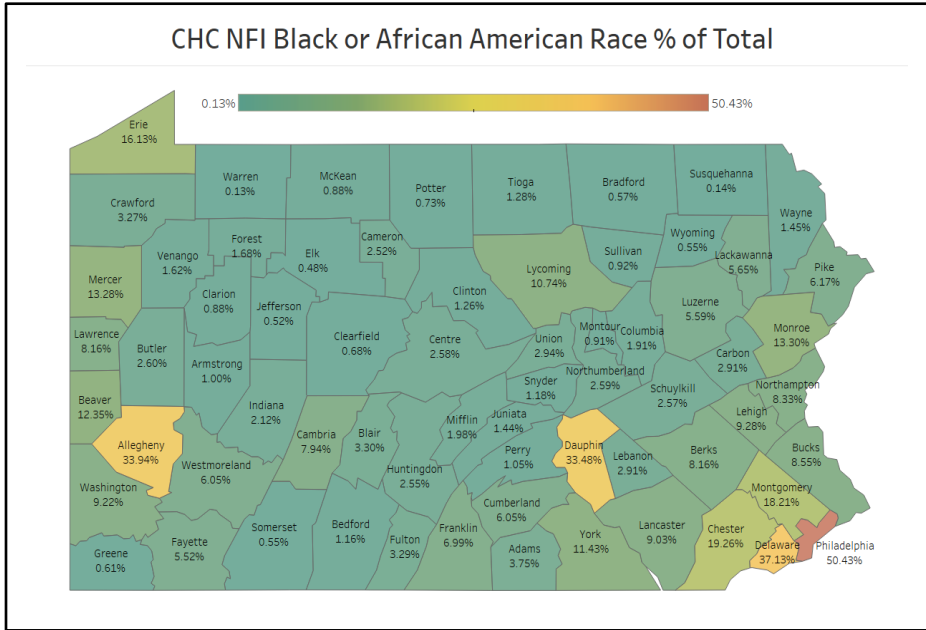 CHC NFI Black or African American Race % of Total
0.13%
50.43%
Erie
16.13%
Warren
0.13%
McKean
0.88%
Potter
0.73%
Tioga
1.28%
Bradford
0.57%
Susquehanna
0.14%
Wayne
1.45%
Crawford
3.27%
Venango
1.62%
Forest
1.68%
Elk
0.48%
Cameron
2.52%
Sullivan
0.92%
Wyoming
0.55%
Lackawanna
5.65%
Pike
6.17%
Mercer
13.28%
Clarion
0.88%
Jefferson
0.52%
Clinton
1.26%
Lycoming
10.74%
Luzerne
5.59%
Monroe
13.30%
Lawrence
8.16%
Butler
2.60%
Armstrong
1.00%
Clearfield
0.68%
Centre
2.58%
Union
2.94%
Montour
0.91%
Columbia
1.91%
Carbon
2.91%
Northampton
8.33%
Beaver
12.35%
Indiana
2.12%
Snyder
1.18%
Northumberland
2.59%
Schuylkill
2.57%
Lehigh
9.28%
Allegheny
33.94%
Westmoreland
6.05%
Cambria
7.94%
Blair
3.30%
Mifflin
1.98%
Juniata
1.44%
Perry
1.05%
Dauphin
33.48%
Lebanon
2.91%
Berks
8.16%
Bucks
8.55%
Washington
9.22%
Huntingdon
2.55%
Cumberland
6.05%
Montgomery
18.21%
Greene
0.61%
Fayette
5.52%
Somerset
0.55%
Bedford
1.16%
Fulton
3.29%
Franklin
6.99%
Adams
3.75%
York
11.43%
Lancaster
9.03%
Chester
19.26%
Delaware
37.13%
Philadelphia
50.43%